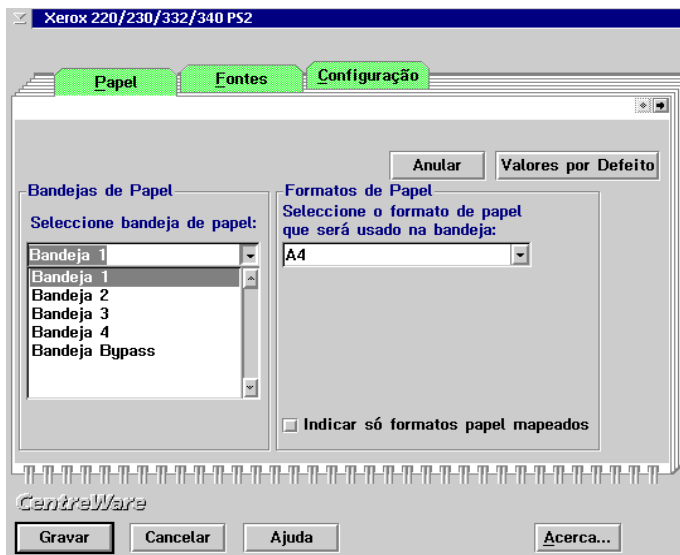 Xerox 220/230/332/340 PS2
Papel
Fontes
Configuração
Anular
Valores por Defeito
Bandejas de Papel
Seleccione bandeja de papel:
Bandeja 1
Bandeja 1
Bandeja 2
Bandeja 3
Bandeja 4
Bandeja Bypass
Formatos de Papel
Seleccione o formato de papel
que será usado na bandeja:
A4
Indicar só formatos papel mapeados
CentreWare
Gravar
Cancelar
Ajuda
Acerca...